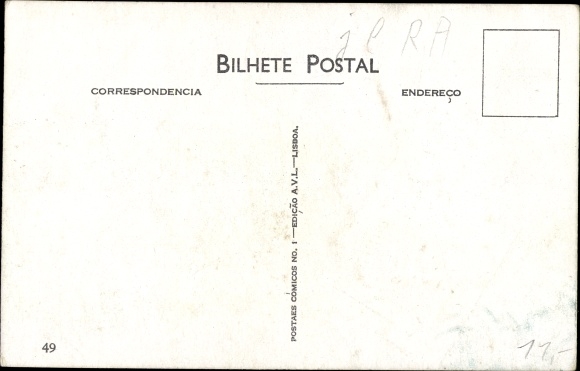 BILHETE POSTAL
CORRESPONDENCIA
ENDEREÇO
POSTAES COMICOS NO. 1 — EDIÇÃO A.V.L. — LISBOA.
49